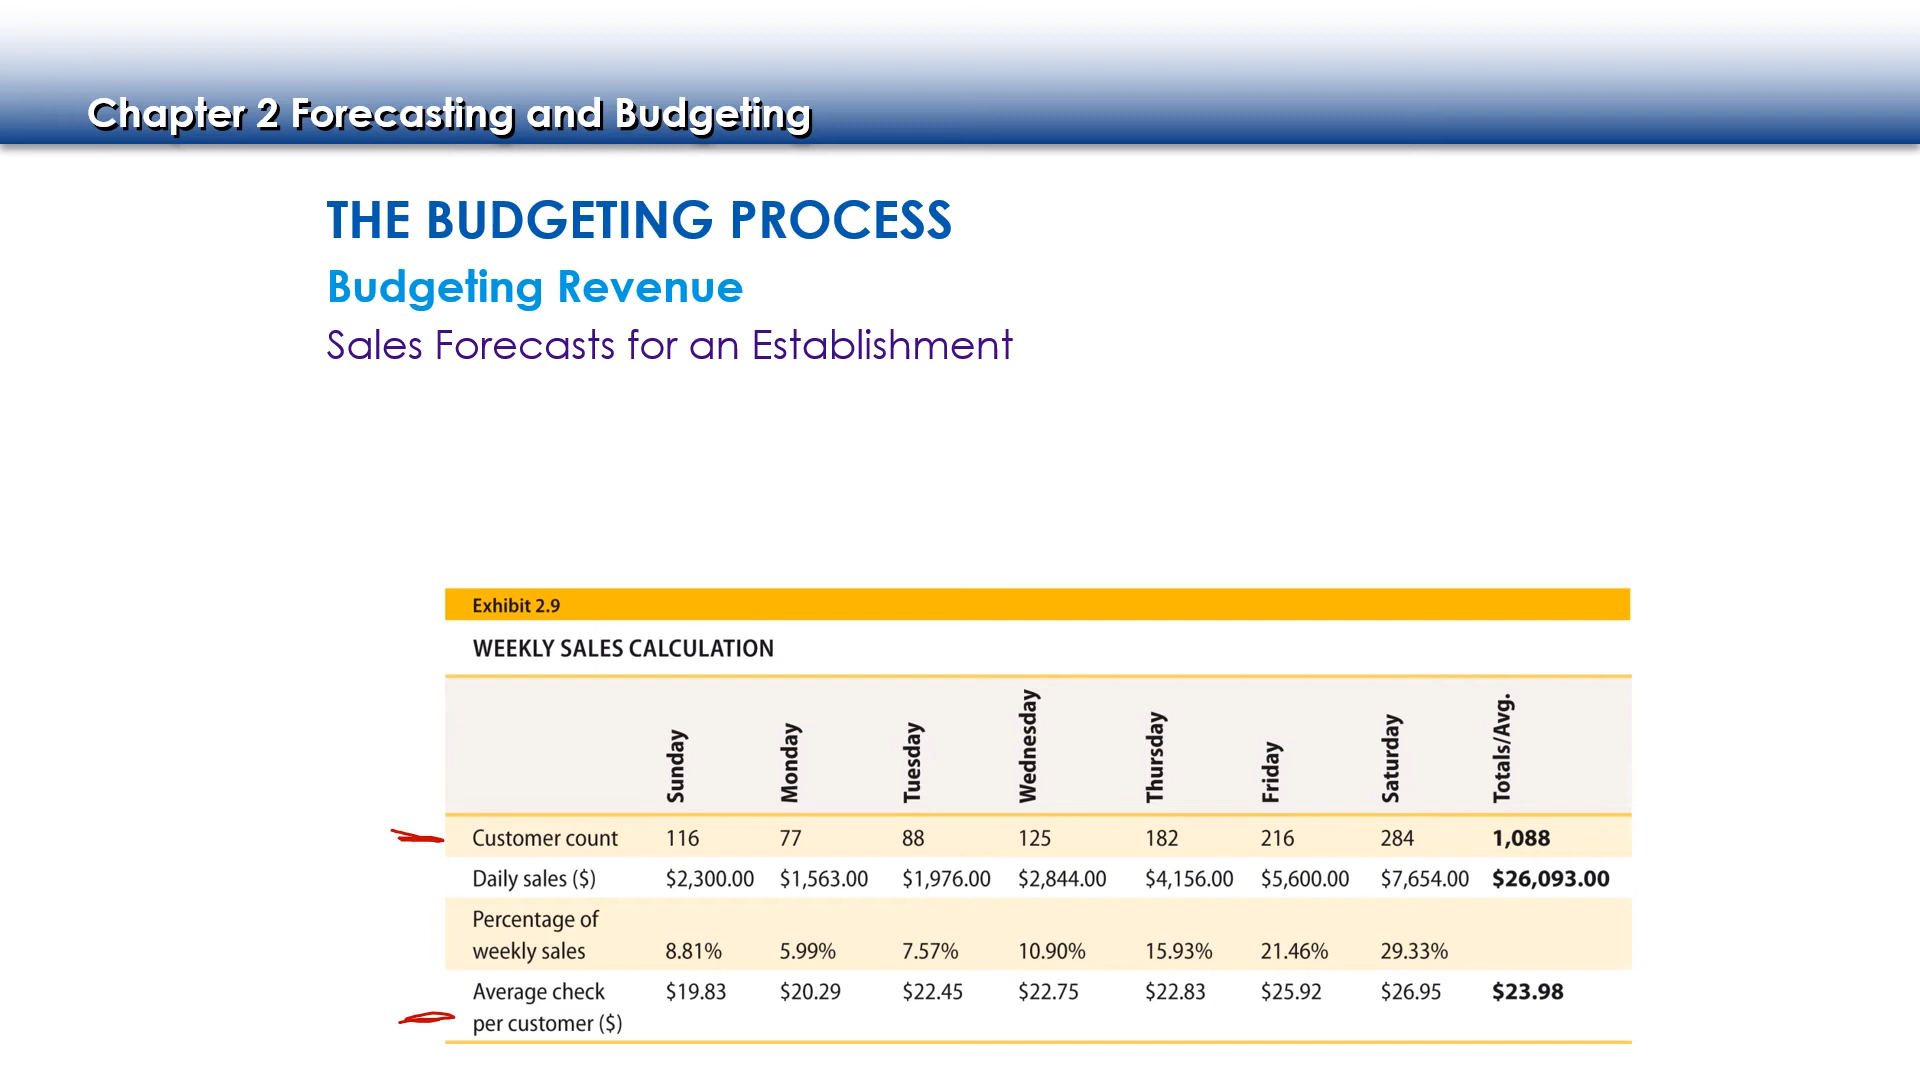 Chapter 2 Forecasting and Budgeting
THE BUDGETING PROCESS
Budgeting Revenue
Sales Forecasts for an Establishment
Exhibit 2.9
WEEKLY SALES CALCULATION
Sunday Monday Tuesday Wednesday Thursday Friday Saturday Totals/Avg.
Customer count 116 77 88 125 182 216 284 1,088
Daily sales ($) $2,300.00 $1,563.00 $1,976.00 $2,844.00 $4,156.00 $5,600.00 $7,654.00 $26,093.00
Percentage of
weekly sales 8.81% 5.99% 7.57% 10.90% 15.93% 21.46% 29.33%
Average check $19.83 $20.29 $22.45 $22.75 $22.83 $25.92 $26.95 $23.98
per customer ($)